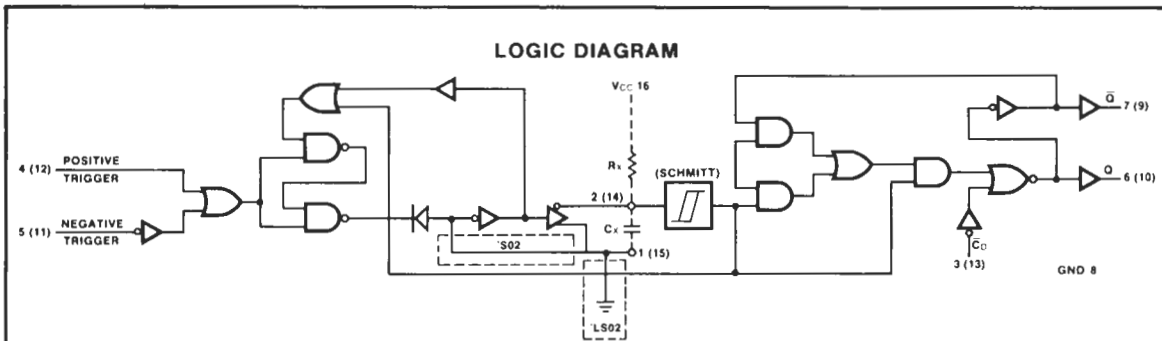 LOGIC DIAGRAM
VCC 16
Q̅ 7 (9)
4 (12) POSITIVE TRIGGER
RX
(SCHMITT)
2 (14)
Q 6 (10)
5 (11) NEGATIVE TRIGGER
CX
'S02
1 (15)
C̅D
3 (13)
GND 8
'LS02